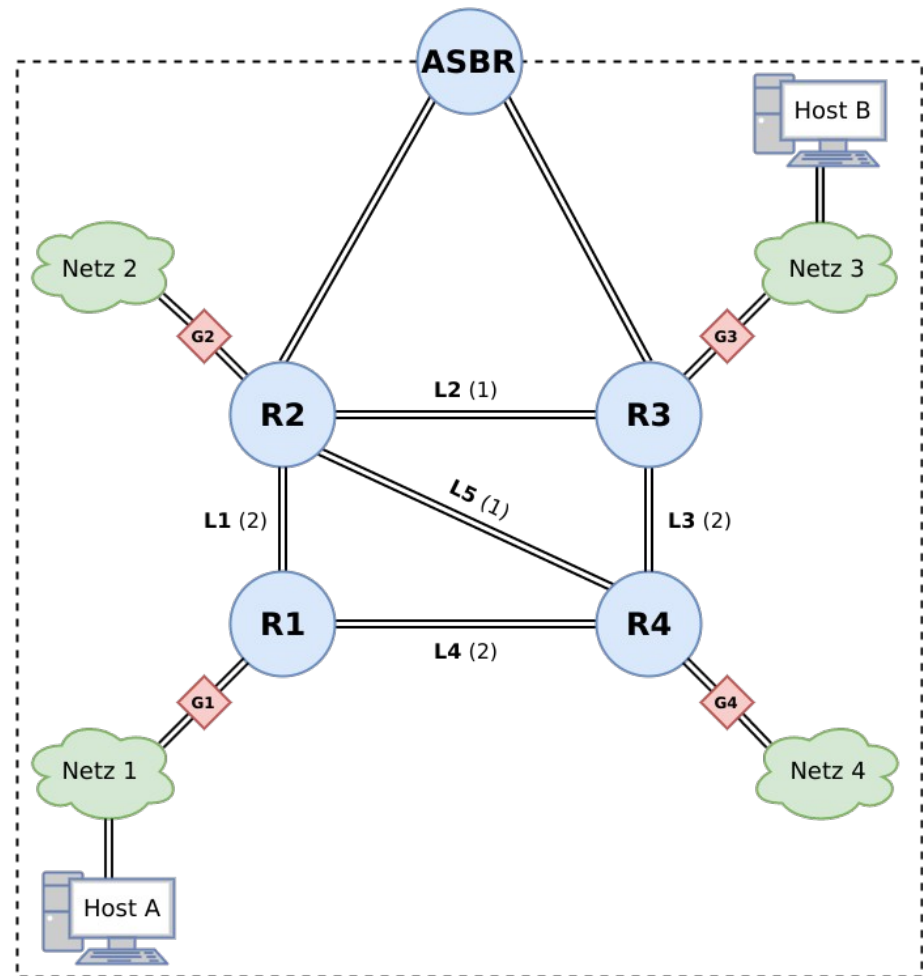 ASBR
Host B
Netz 2
Netz 3
G2
G3
R2
L2 (1)
R3
L5 (1)
L1 (2)
L3 (2)
R1
L4 (2)
R4
G1
G4
Netz 1
Netz 4
Host A